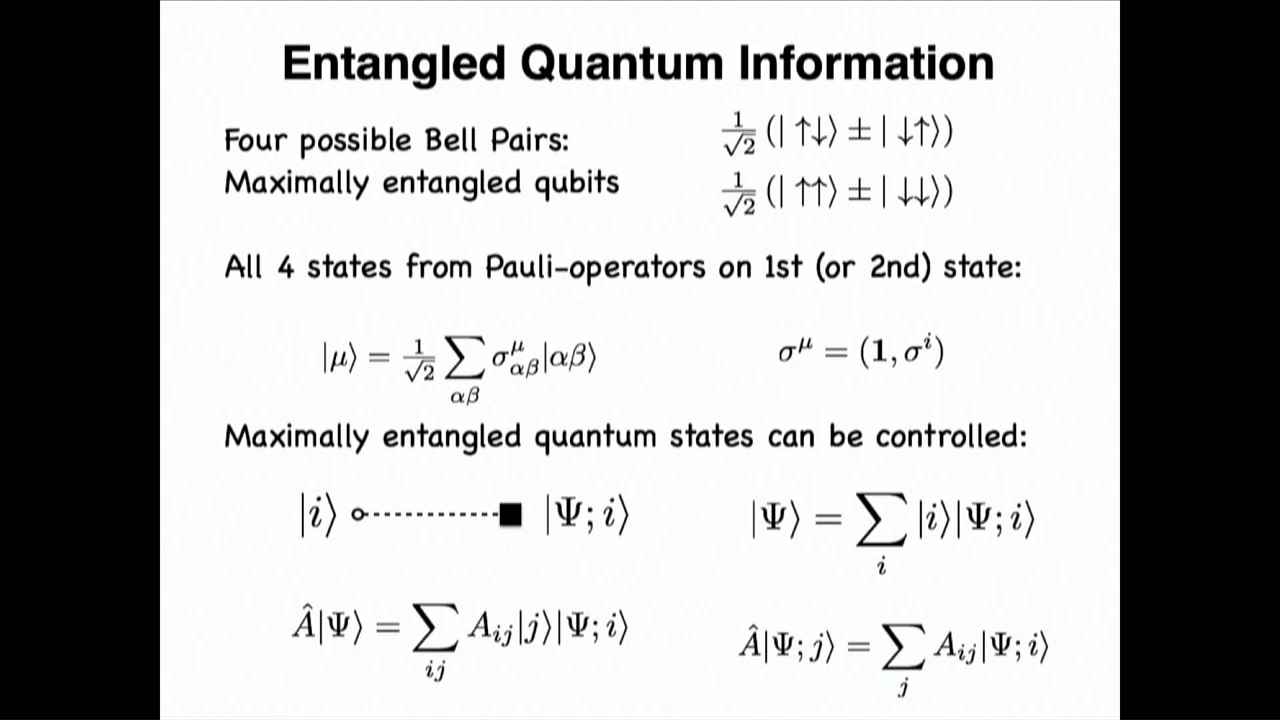 Entangled Quantum Information
Four possible Bell Pairs:
Maximally entangled qubits
1/√2 (| ↑↓⟩ ± | ↓↑⟩)
1/√2 (| ↑↑⟩ ± | ↓↓⟩)
All 4 states from Pauli-operators on 1st (or 2nd) state:
|μ⟩ = 1/√2 ∑_{αβ} σ^μ_{αβ}|αβ⟩
σ^μ = (1, σ^i)
Maximally entangled quantum states can be controlled:
|i⟩ |Ψ; i⟩
|Ψ⟩ = ∑_i |i⟩|Ψ; i⟩
Â|Ψ⟩ = ∑_{ij} A_{ij}|j⟩|Ψ; i⟩
Â|Ψ; j⟩ = ∑_j A_{ij}|Ψ; i⟩